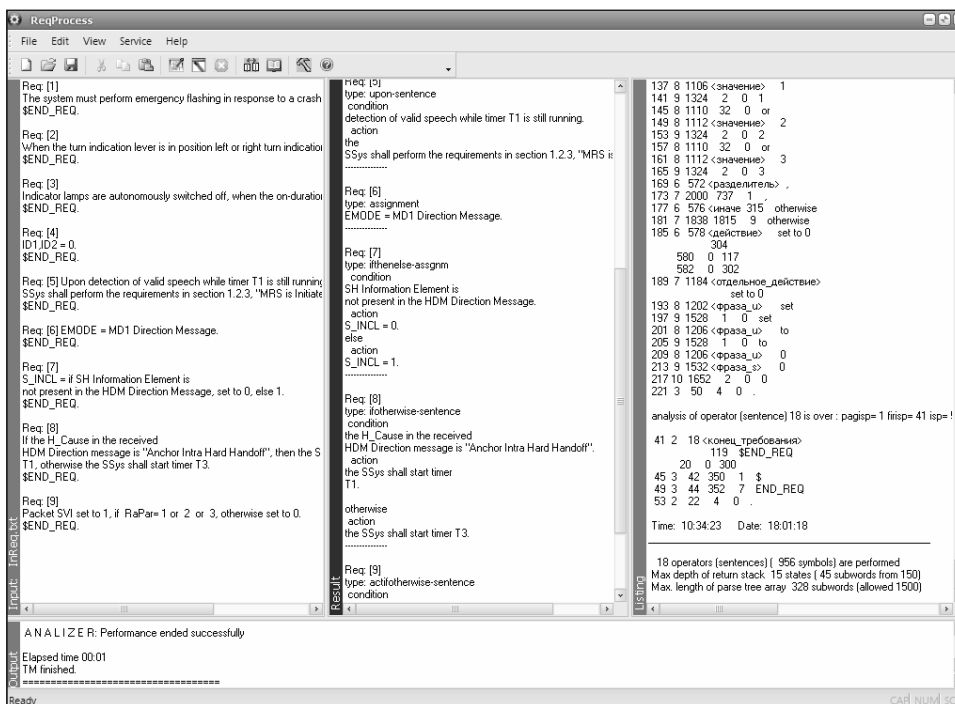 ReqProcess
File Edit View Service Help
Req: [1]
The system must perform emergency flashing in response to a crash
$END_REQ.
Req: [2]
When the turn indication lever is in position left or right turn indication
$END_REQ.
Req: [3]
Indicator lamps are autonomously switched off, when the on-duration
$END_REQ.
Req: [4]
ID1,ID2 = 0.
$END_REQ.
Req: [5] Upon detection of valid speech while timer T1 is still running
SSys shall perform the requirements in section 1.2.3, "MRS is Initiate
$END_REQ.
Req: [6] EMODE = MD1 Direction Message.
$END_REQ.
Req: [7]
S_INCL = if SH Information Element is
not present in the HDM Direction Message, set to 0, else 1.
$END_REQ.
Req: [8]
If the H_Cause in the received
HDM Direction message is "Anchor Intra Hard Handoff", then the S
T1, otherwise the SSys shall start timer T3.
$END_REQ.
Req: [9]
Packet SVI set to 1, if RaPar= 1 or 2 or 3, otherwise set to 0.
$END_REQ.
Input: InReq.txt
Req: [5]
type: upon-sentence
condition
detection of valid speech while timer T1 is still running.
action
the
SSys shall perform the requirements in section 1.2.3, "MRS is
---------------
Req: [6]
type: assignment
EMODE = MD1 Direction Message.
---------------
Req: [7]
type: ifthenelse-assgnm
condition
SH Information Element is
not present in the HDM Direction Message.
action
S_INCL = 0.
else
action
S_INCL = 1.
---------------
Req: [8]
type: ifotherwise-sentence
condition
the H_Cause in the received
HDM Direction message is "Anchor Intra Hard Handoff".
action
the SSys shall start timer
T1.
otherwise
action
the SSys shall start timer T3.
---------------
Req: [9]
type: actifotherwise-sentence
condition
Result
137 8 1106 <значение> 1
141 9 1324 2 0 1
145 8 1110 32 0 or
149 8 1112 <значение> 2
153 9 1324 2 0 2
157 8 1110 32 0 or
161 8 1112 <значение> 3
165 9 1324 2 0 3
169 6 572 <разделитель> ,
173 7 2000 737 1 ,
177 6 576 <иначе 315 otherwise
181 7 1838 1815 9 otherwise
185 6 578 <действие> set to 0
304
580 0 117
582 0 302
189 7 1184 <отдельное_действие>
set to 0
193 8 1202 <фраза_u> set
197 9 1528 1 0 set
201 8 1206 <фраза_u> to
205 9 1528 1 0 to
209 8 1206 <фраза_u> 0
213 9 1532 <фраза_s> 0
217 10 1652 2 0 0
221 3 50 4 0 .
analysis of operator (sentence) 18 is over : pagisp= 1 firisp= 41 isp=
41 2 18 <конец_требования>
119 $END_REQ
20 0 300
45 3 42 350 1 $
49 3 44 352 7 END_REQ
53 2 22 4 0 .
Time: 10:34:23 Date: 18:01:18
18 operators (sentences) ( 956 symbols) are performed
Max depth of return stack 15 states ( 45 subwords from 150)
Max. length of parse tree array 328 subwords (allowed 1500)
Listing
A N A L I Z E R: Performance ended successfully
Elapsed time 00:01
TM finished.
===================================
Output
Ready
CAP NUM SC